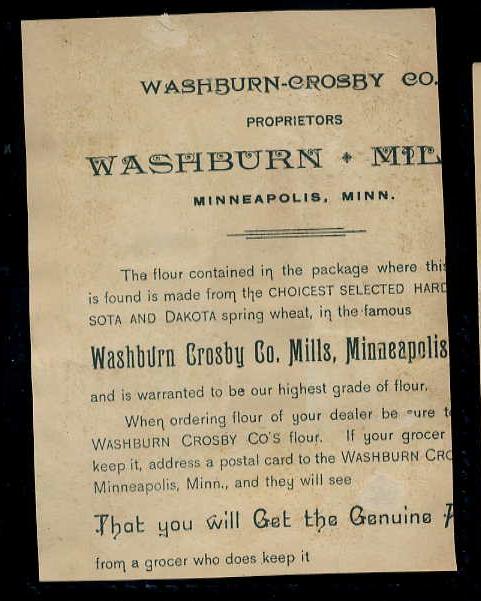 WASHBURN-CROSBY CO.
PROPRIETORS
WASHBURN MIL
MINNEAPOLIS, MINN.
The flour contained in the package where this
is found is made from the CHOICEST SELECTED HARD
SOTA AND DAKOTA spring wheat, in the famous
Washburn Crosby Co. Mills, Minneapolis
and is warranted to be our highest grade of flour.
When ordering flour of your dealer be sure to
WASHBURN CROSBY CO'S flour. If your grocer
keep it, address a postal card to the WASHBURN CRO
Minneapolis, Minn., and they will see
That you will Get the Genuine
from a grocer who does keep it